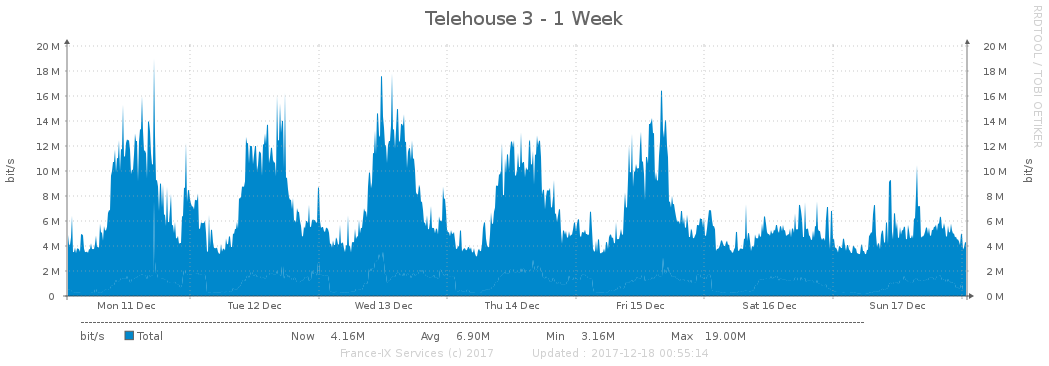 Telehouse 3 - 1 Week
RRDTOOL / TOBI OETIKER
bit/s
20 M 20 M
18 M 18 M
16 M 16 M
14 M 14 M
12 M 12 M
10 M 10 M
8 M 8 M
6 M 6 M
4 M 4 M
2 M 2 M
0 0 M
bit/s
Mon 11 Dec Tue 12 Dec Wed 13 Dec Thu 14 Dec Fri 15 Dec Sat 16 Dec Sun 17 Dec
bit/s Total Now 4.16M Avg 6.90M Min 3.16M Max 19.00M
France-IX Services (c) 2017 Updated : 2017-12-18 00:55:14